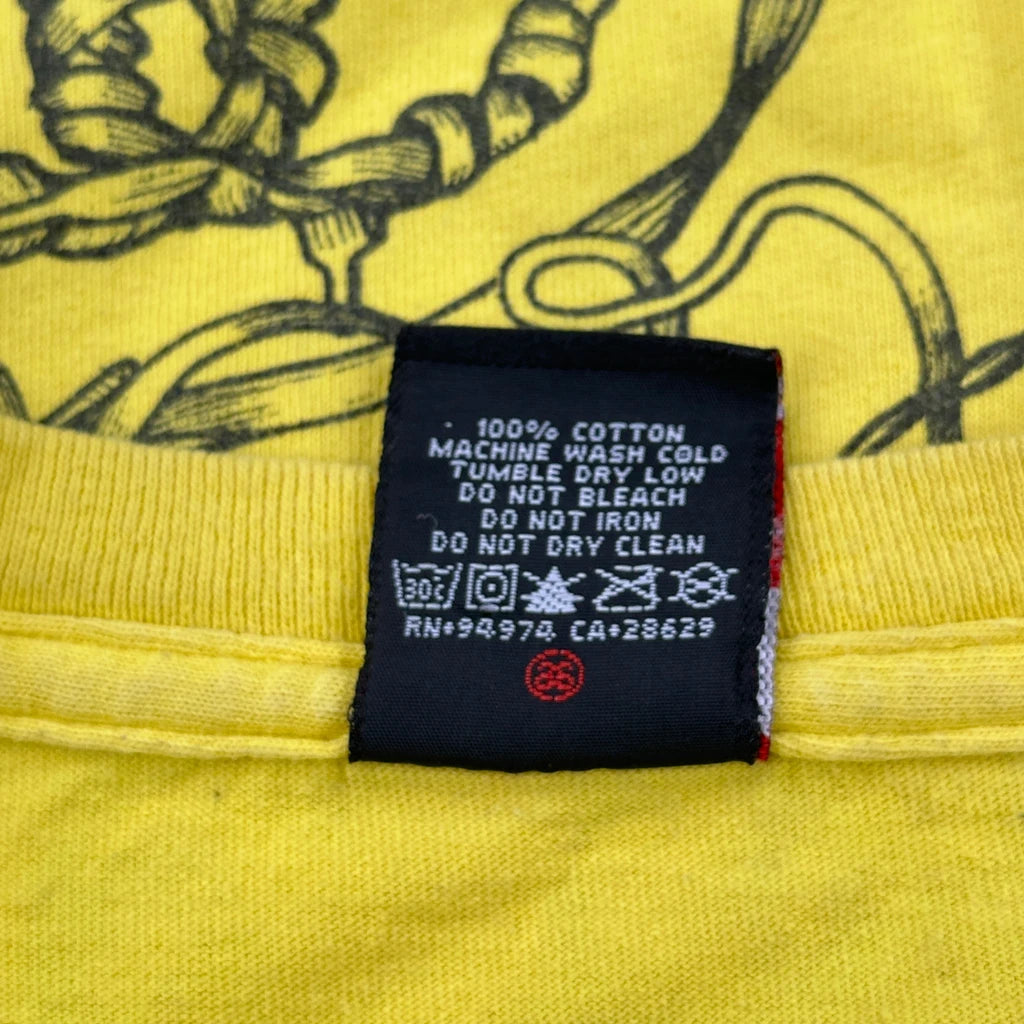 100% COTTON
MACHINE WASH COLD
TUMBLE DRY LOW
DO NOT BLEACH
DO NOT IRON
DO NOT DRY CLEAN
30c
RN+94974 CA+28629